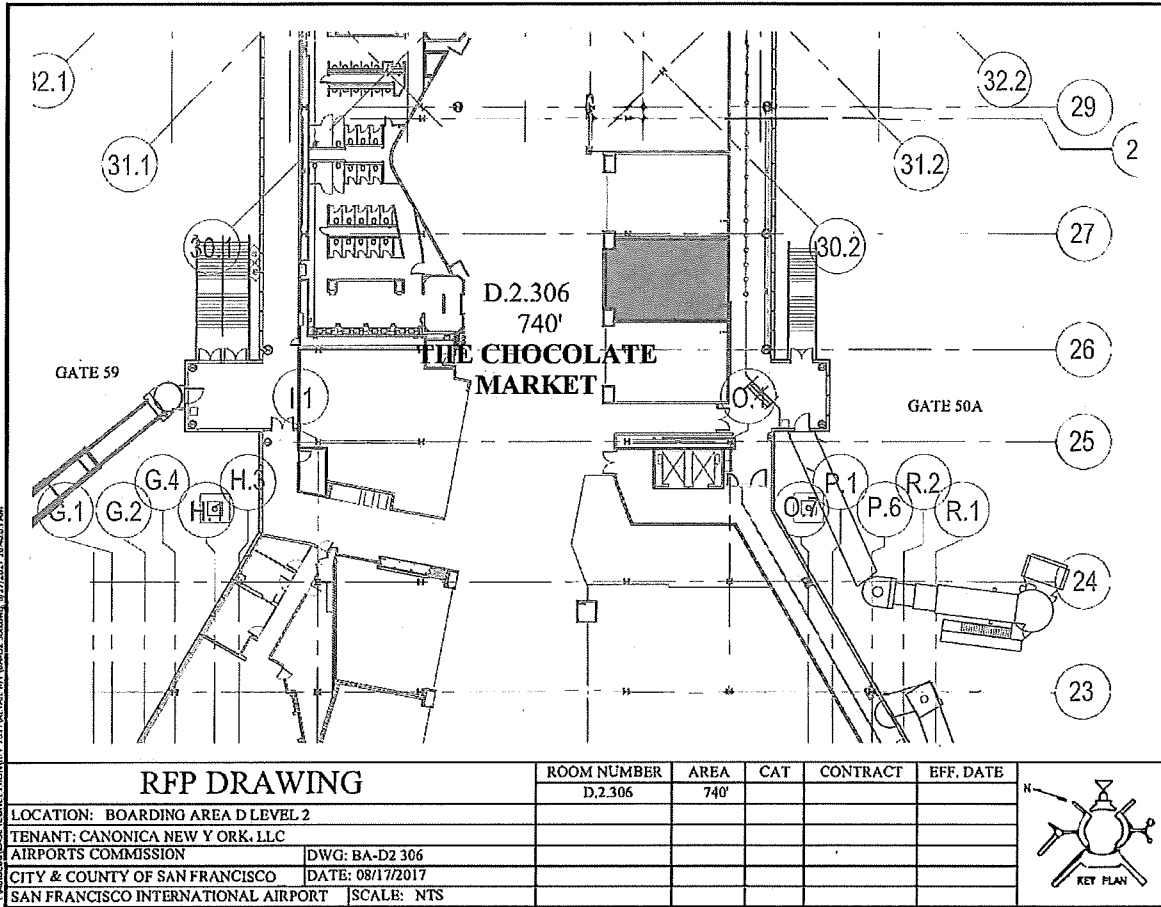 32.1
32.2
29
2
31.1
31.2
27
30.1
30.2
D.2.306
740'
26
THE CHOCOLATE
MARKET
GATE 59
GATE 50A
25
G.4
H.3
G.1
G.2
P.1
R.2
O.7
P.6
R.1
24
23
RFP DRAWING
ROOM NUMBER AREA CAT CONTRACT EFF. DATE
D.2.306 740'
LOCATION: BOARDING AREA D LEVEL 2
TENANT: CANONICA NEW Y ORK, LLC
AIRPORTS COMMISSION DWG: BA-D2 306
CITY & COUNTY OF SAN FRANCISCO DATE: 08/17/2017
SAN FRANCISCO INTERNATIONAL AIRPORT SCALE: NTS
N
KEY PLAN